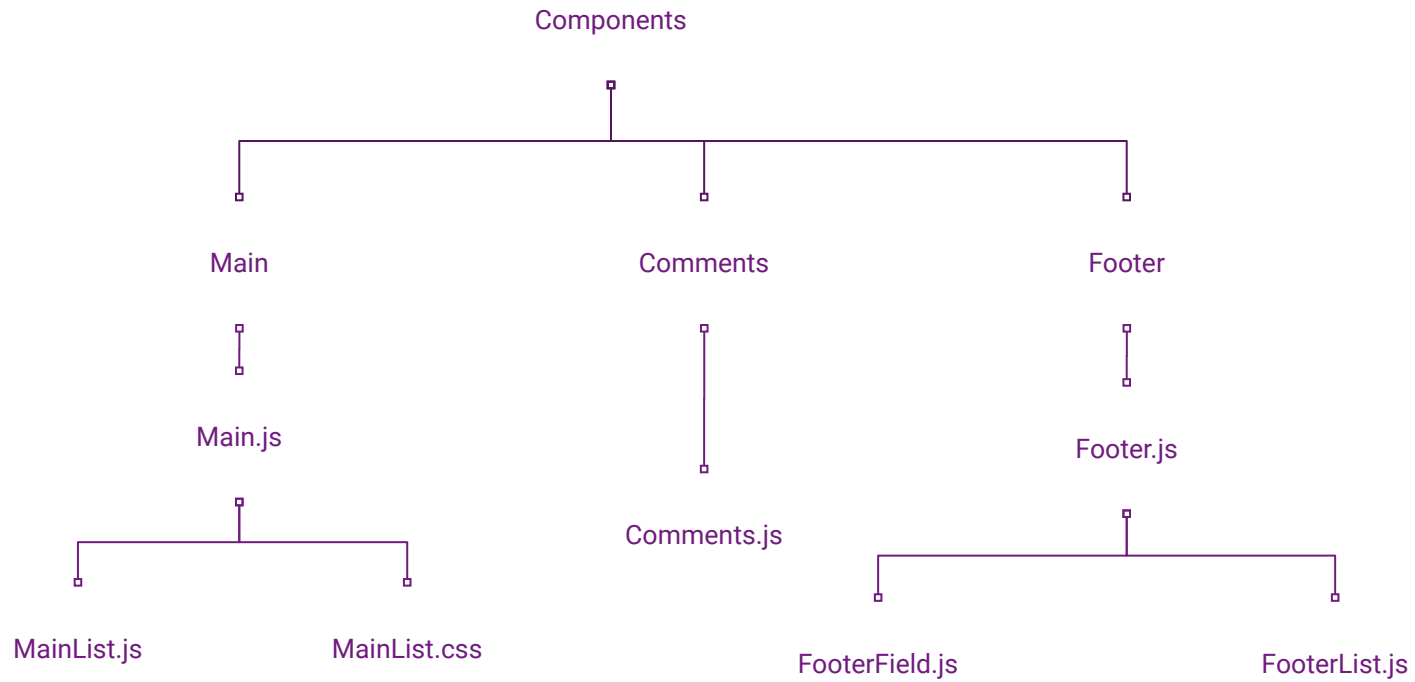 Components
Main
Comments
Footer
Main.js
Footer.js
Comments.js
MainList.js
MainList.css
FooterField.js
FooterList.js